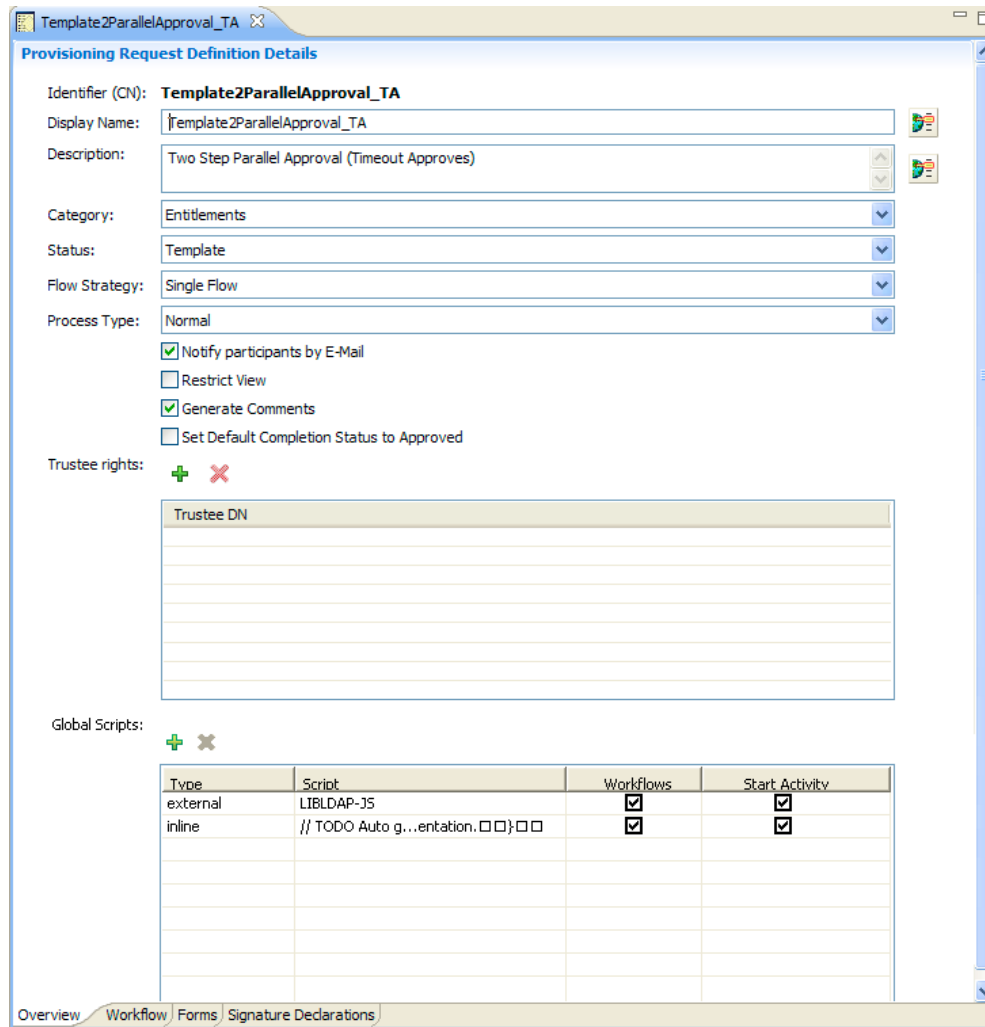 Template2ParallelApproval_TA
Provisioning Request Definition Details
Identifier (CN): Template2ParallelApproval_TA
Display Name: Template2ParallelApproval_TA
Description: Two Step Parallel Approval (Timeout Approves)
Category: Entitlements
Status: Template
Flow Strategy: Single Flow
Process Type: Normal
Notify participants by E-Mail
Restrict View
Generate Comments
Set Default Completion Status to Approved
Trustee rights:
Trustee DN
Global Scripts:
Type Script Workflows Start Activity
external LIBLDAP-JS
inline // TODO Auto g...entation.□□}□□
Overview Workflow Forms Signature Declarations